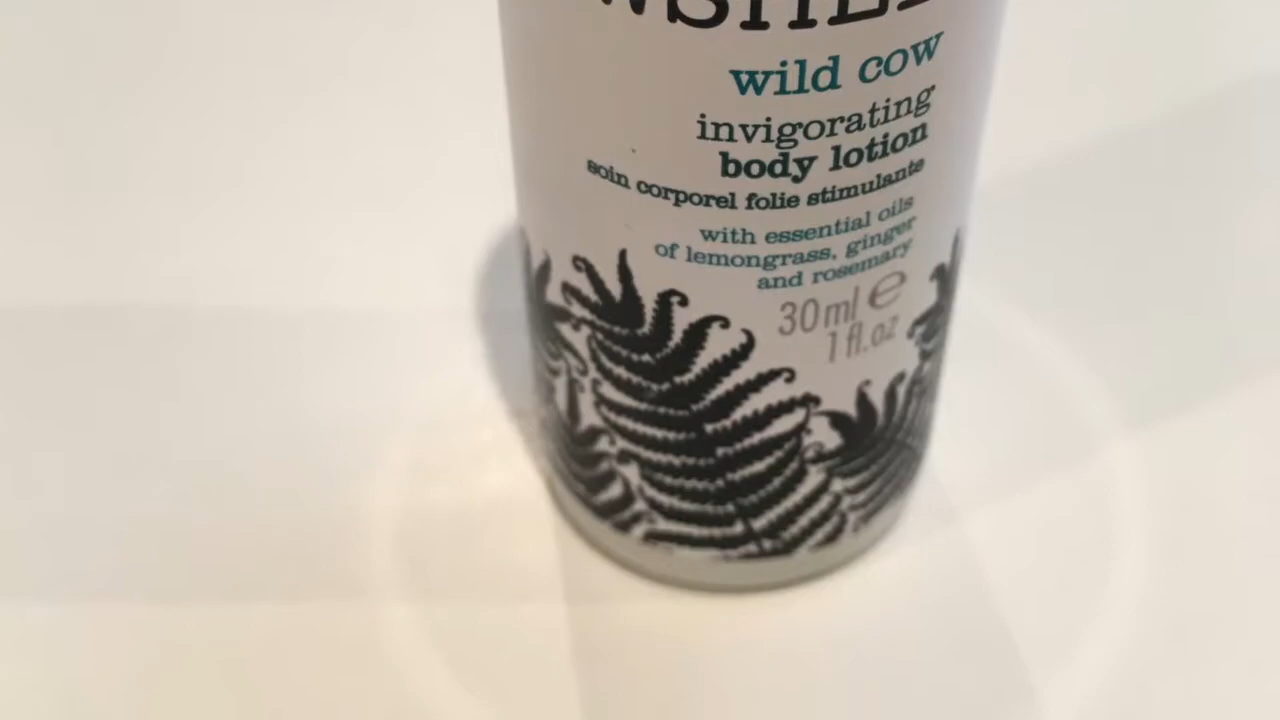 wild cow
invigorating
body lotion
soin corporel folie stimulante
with essential oils
of lemongrass, ginger
and rosemary
30ml e
1 fl.oz